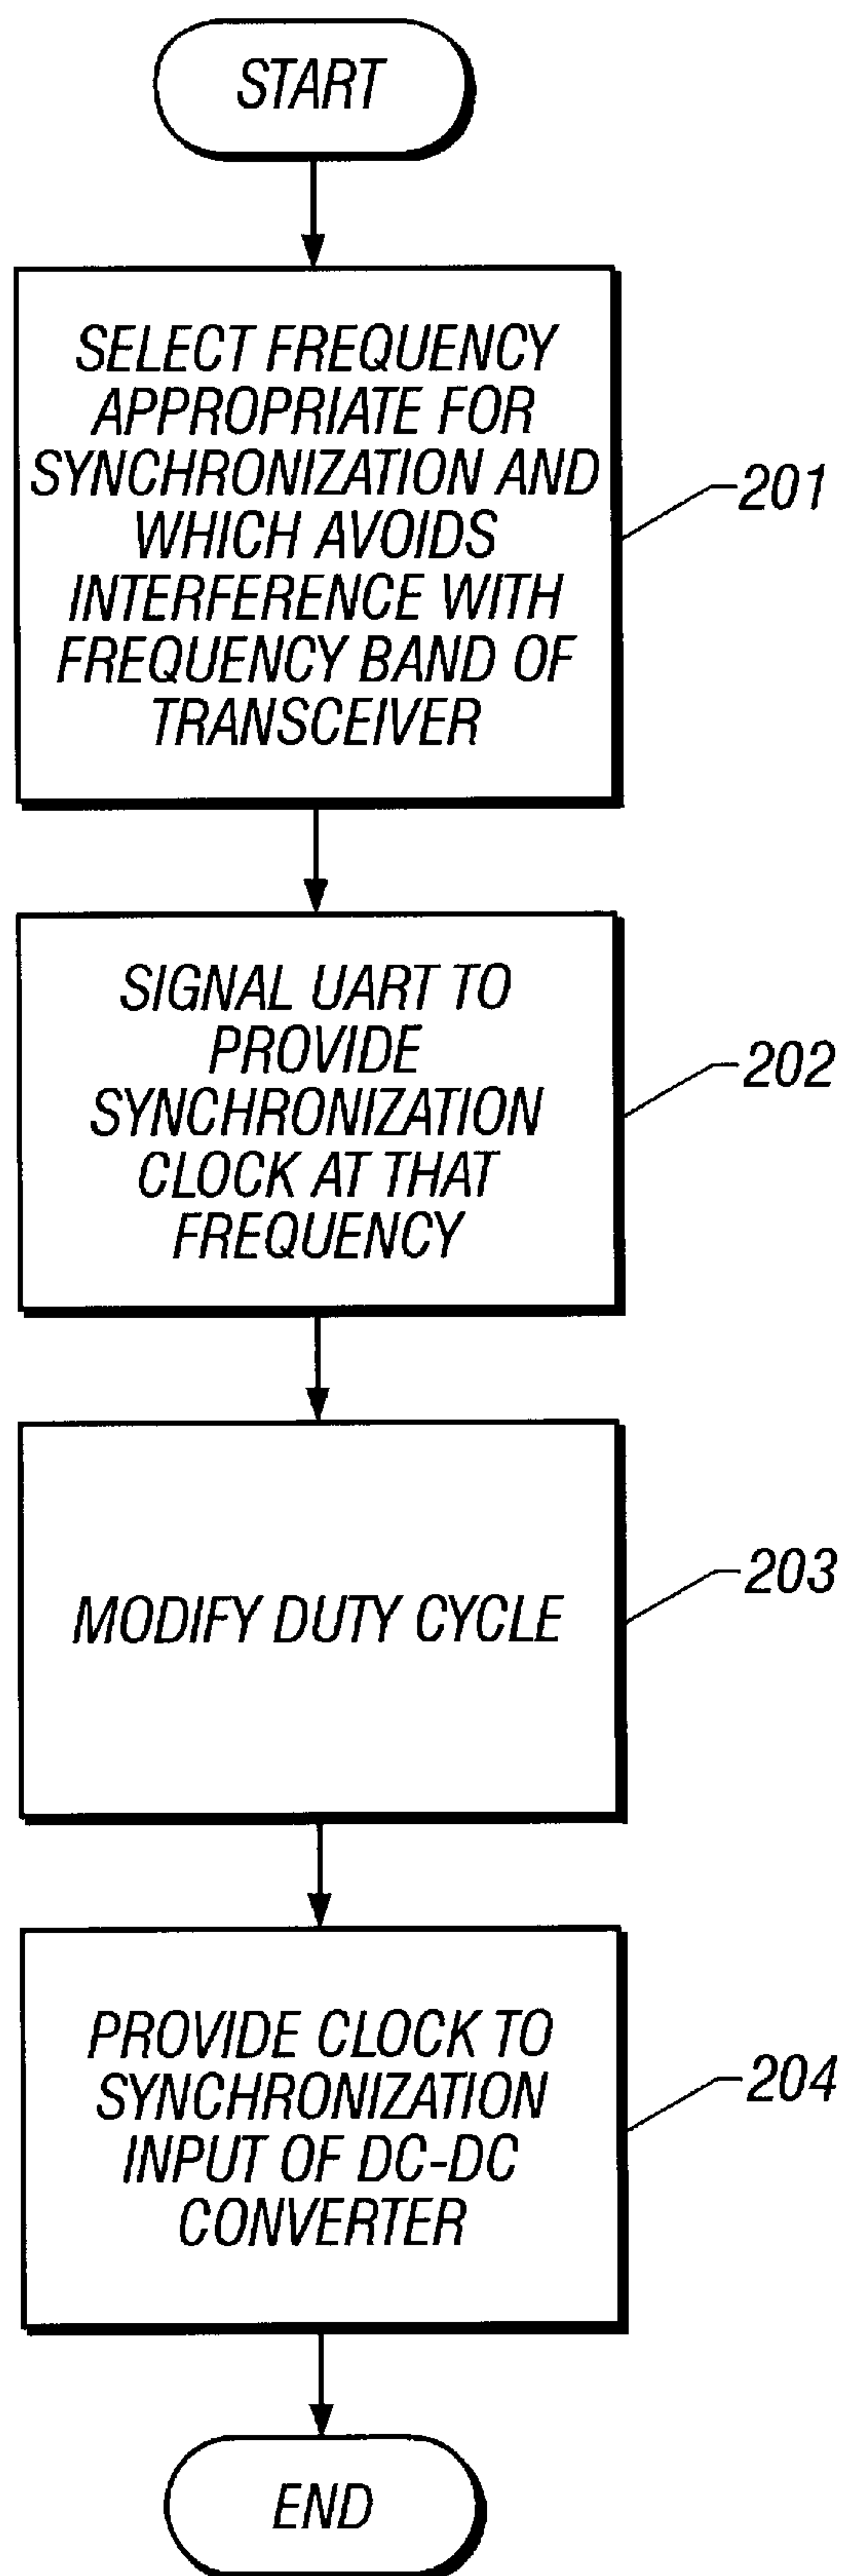 START
SELECT FREQUENCY
APPROPRIATE FOR
SYNCHRONIZATION AND
WHICH AVOIDS
INTERFERENCE WITH
FREQUENCY BAND OF
TRANSCEIVER
201
SIGNAL UART TO
PROVIDE
SYNCHRONIZATION
CLOCK AT THAT
FREQUENCY
202
MODIFY DUTY CYCLE
203
PROVIDE CLOCK TO
SYNCHRONIZATION
INPUT OF DC-DC
CONVERTER
204
END